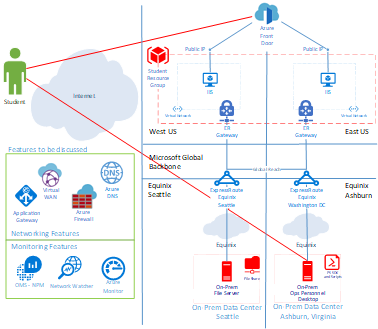 Azure
Front
Door
Public IP
Public IP
Student
Resource
Group
IIS
IIS
Virtual Network
Virtual Network
Student
Internet
ER
Gateway
ER
Gateway
West US
East US
Microsoft Global
Backbone
Features to be discussed
Virtual
WAN
Azure
DNS
Application
Gateway
Azure
Firewall
Networking Features
Monitoring Features
OMS - NPM
Network Watcher
Azure
Monitor
Equinix
Seattle
ExpressRoute
Equinix
Seattle
ExpressRoute
Equinix
Washington DC
Equinix
Ashburn
Equinix
Equinix
On-Prem
File Server
File Share
On-Prem
Ops Personnel
Desktop
On-Prem Data Center
Seattle
On-Prem Data Center
Ashburn, Virginia